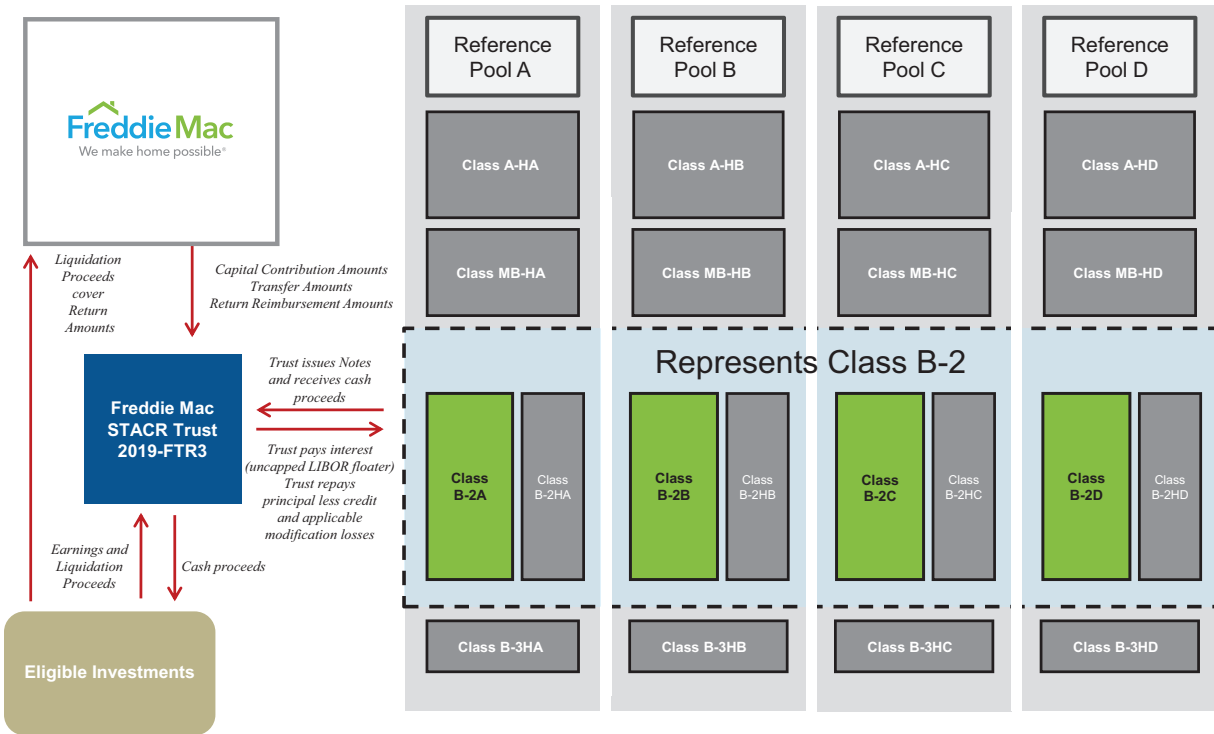 FreddieMac
We make home possible®
Liquidation
Proceeds
cover
Return
Amounts
Capital Contribution Amounts
Transfer Amounts
Return Reimbursement Amounts
Freddie Mac
STACR Trust
2019-FTR3
Trust issues Notes
and receives cash
proceeds
Trust pays interest
(uncapped LIBOR floater)
Trust repays
principal less credit
and applicable
modification losses
Earnings and
Liquidation
Proceeds
Cash proceeds
Eligible Investments
Reference
Pool A
Reference
Pool B
Reference
Pool C
Reference
Pool D
Class A-HA
Class A-HB
Class A-HC
Class A-HD
Class MB-HA
Class MB-HB
Class MB-HC
Class MB-HD
Represents Class B-2
Class
B-2A
Class
B-2HA
Class
B-2B
Class
B-2HB
Class
B-2C
Class
B-2HC
Class
B-2D
Class
B-2HD
Class B-3HA
Class B-3HB
Class B-3HC
Class B-3HD